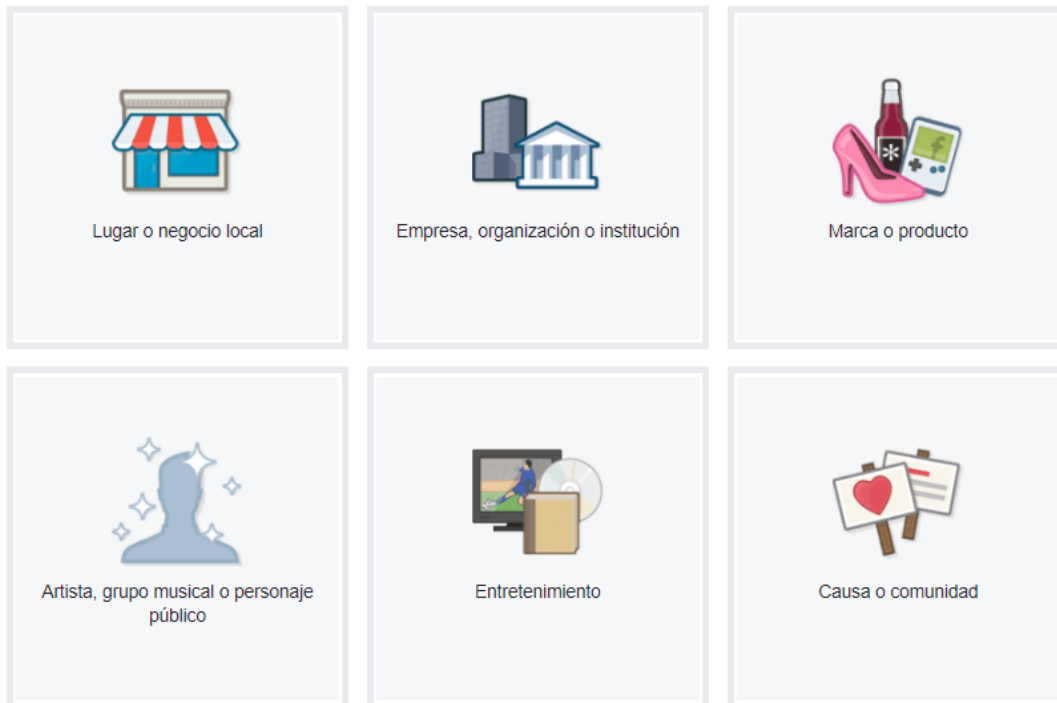 Lugar o negocio local
Empresa, organización o institución
Marca o producto
Artista, grupo musical o personaje
público
Entretenimiento
Causa o comunidad